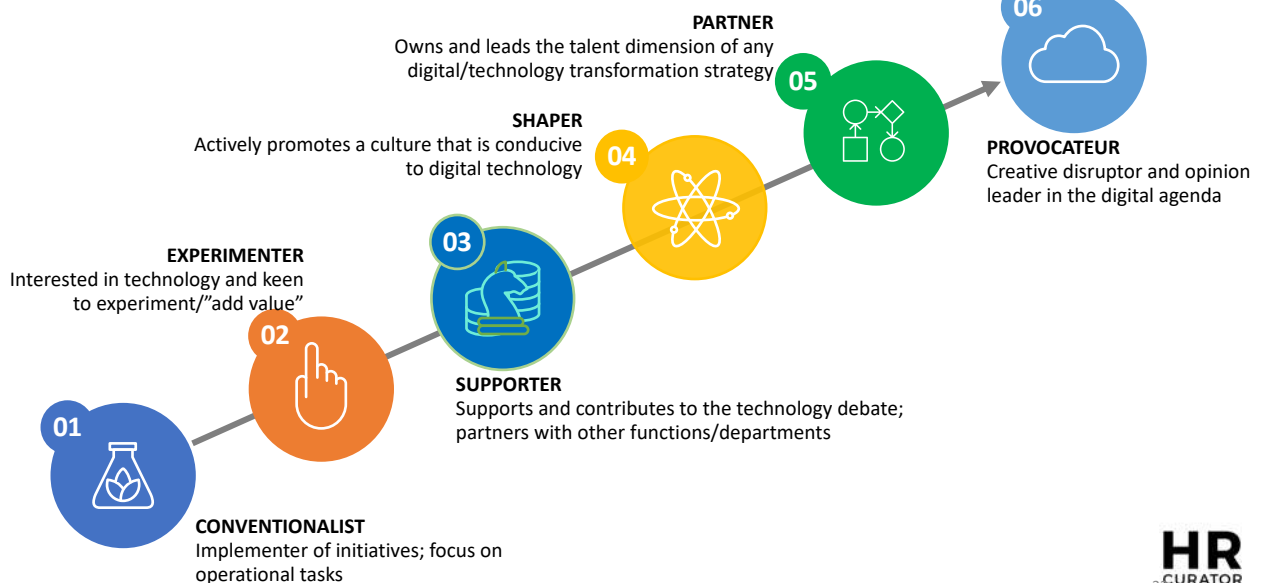 06
PARTNER
Owns and leads the talent dimension of any
digital/technology transformation strategy
05
SHAPER
Actively promotes a culture that is conducive
to digital technology
04
PROVOCATEUR
Creative disruptor and opinion
leader in the digital agenda
03
EXPERIMENTER
Interested in technology and keen
to experiment/”add value”
02
SUPPORTER
Supports and contributes to the technology debate;
partners with other functions/departments
01
CONVENTIONALIST
Implementer of initiatives; focus on
operational tasks
HR
CURATOR